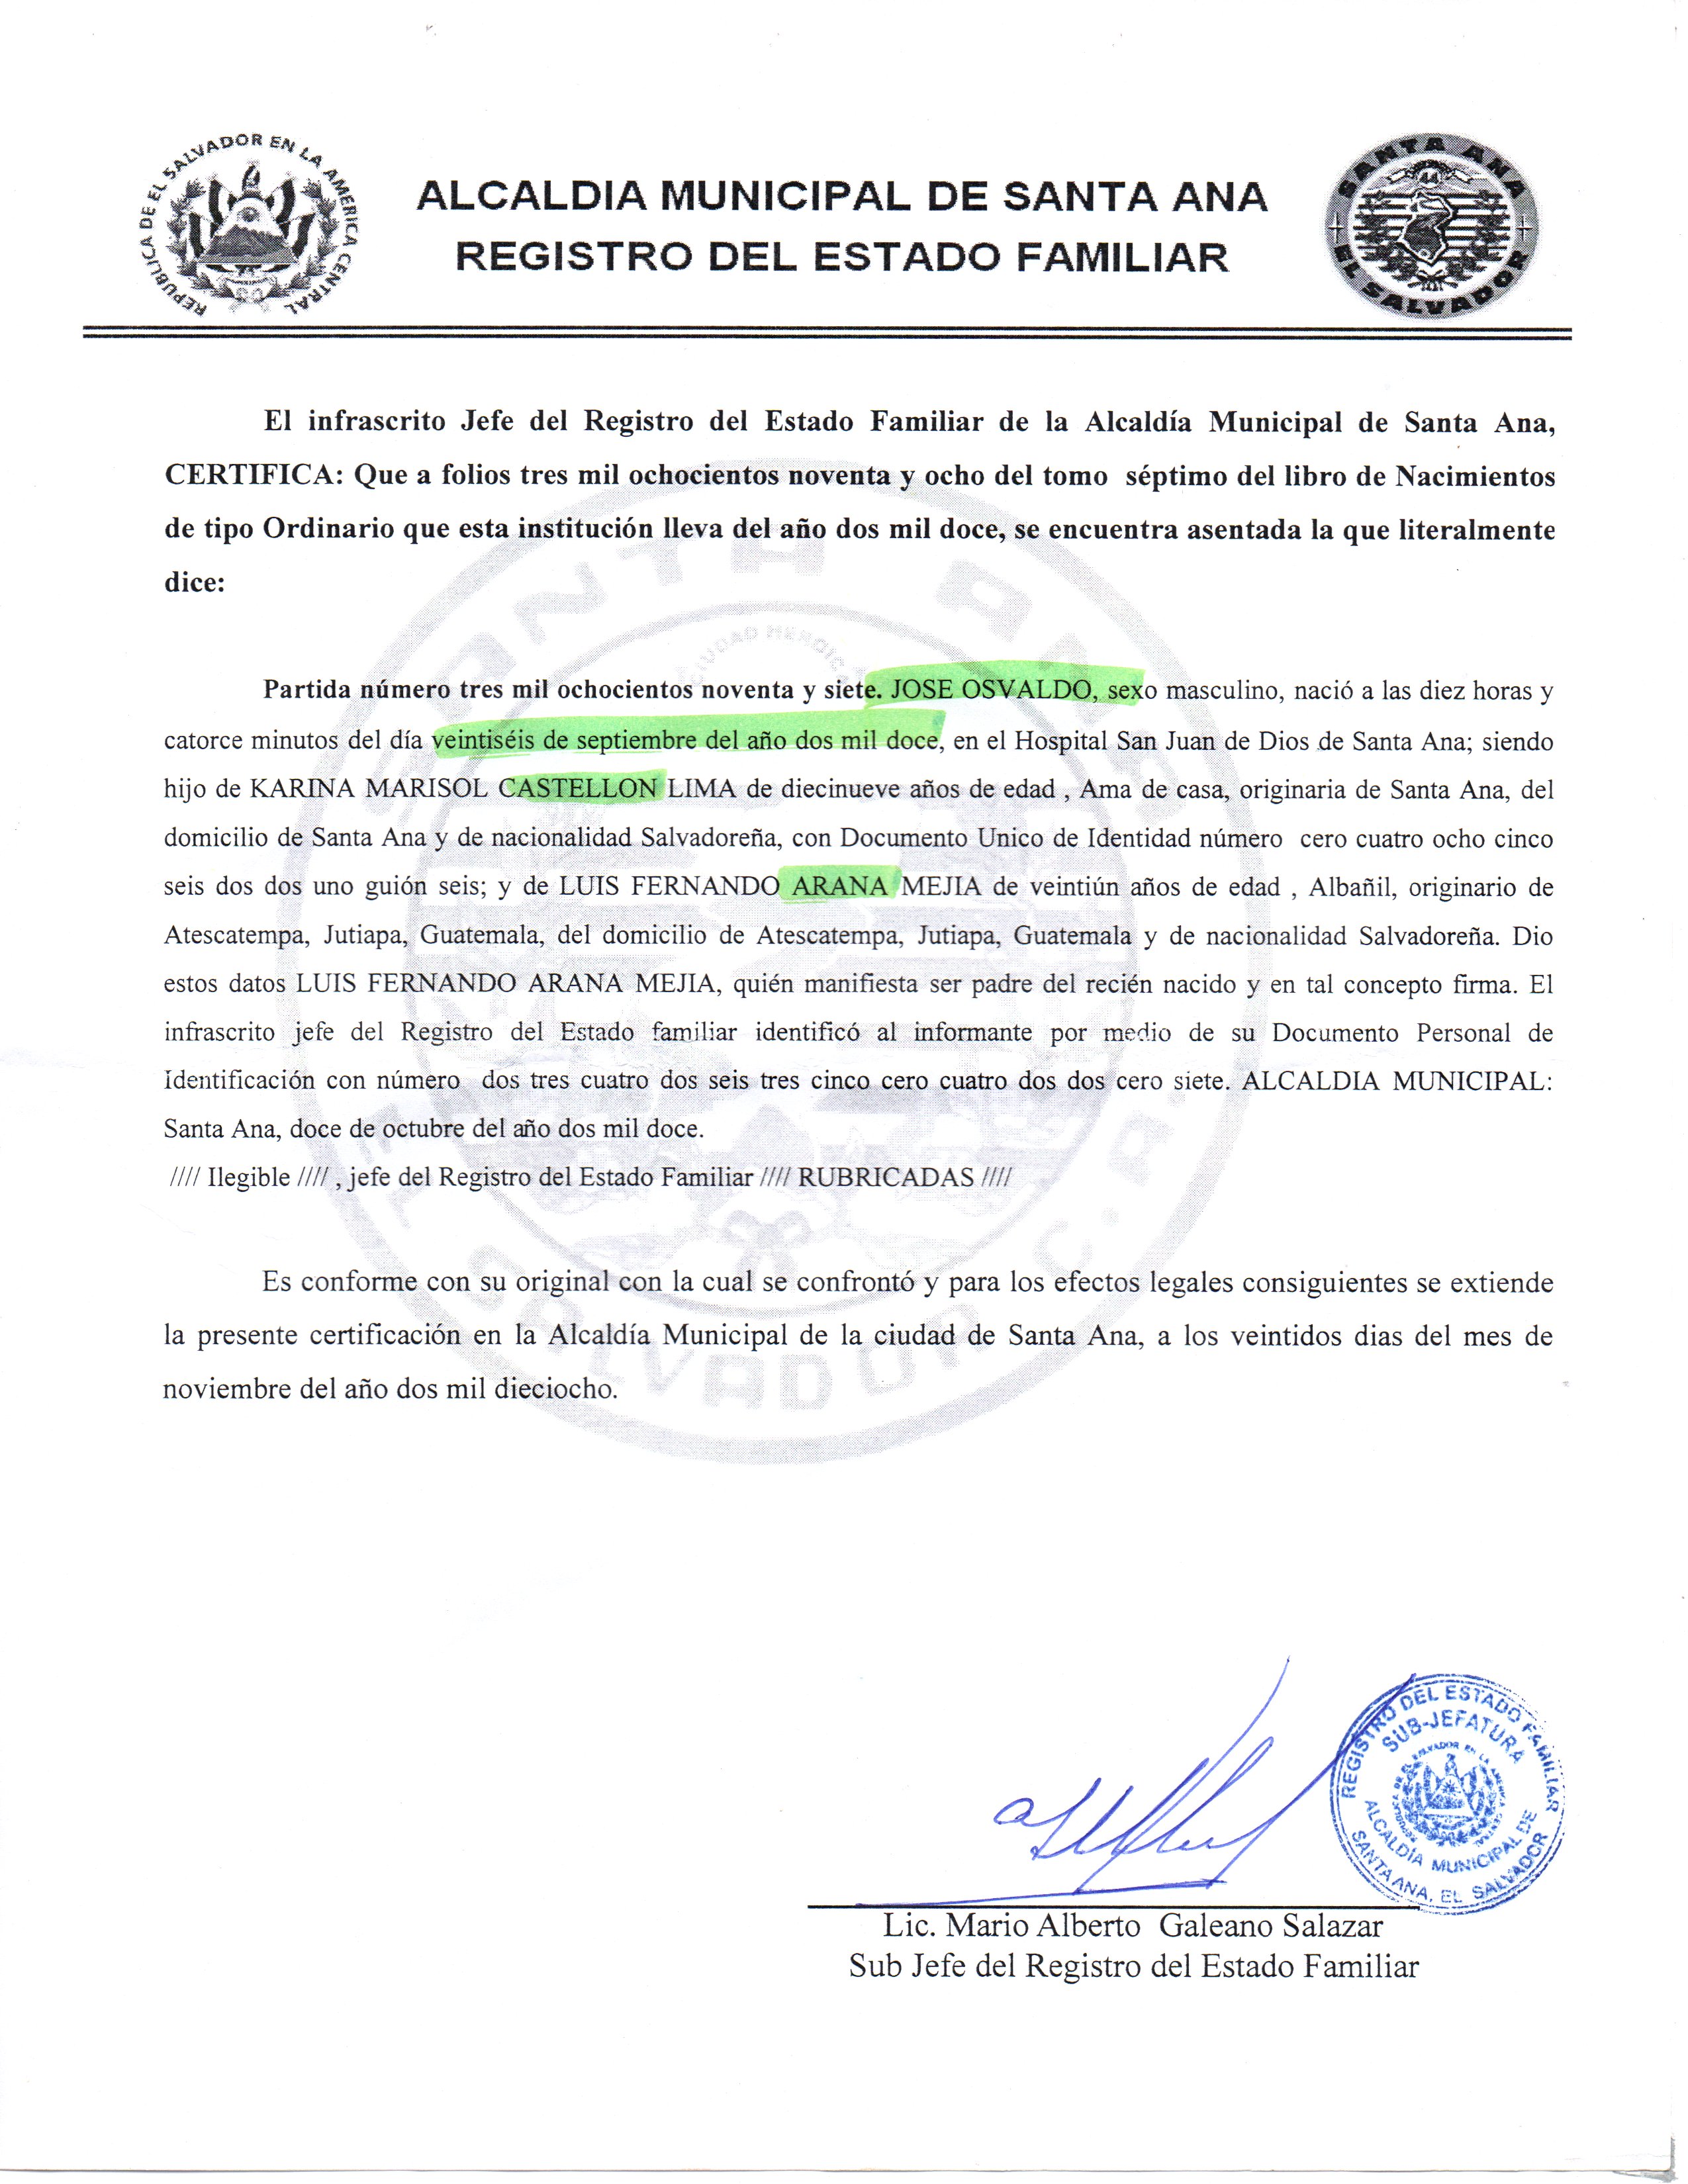 REPUBLICA DE EL SALVADOR EN LA AMERICA CENTRAL
ALCALDIA MUNICIPAL DE SANTA ANA
REGISTRO DEL ESTADO FAMILIAR
SANTA ANA
44
EL SALVADOR
El infrascrito Jefe del Registro del Estado Familiar de la Alcaldía Municipal de Santa Ana,
CERTIFICA: Que a folios tres mil ochocientos noventa y ocho del tomo séptimo del libro de Nacimientos
de tipo Ordinario que esta institución lleva del año dos mil doce, se encuentra asentada la que literalmente
dice:
Partida número tres mil ochocientos noventa y siete. JOSE OSVALDO, sexo masculino, nació a las diez horas y
catorce minutos del día veintiséis de septiembre del año dos mil doce, en el Hospital San Juan de Dios de Santa Ana; siendo
hijo de KARINA MARISOL CASTELLON LIMA de diecinueve años de edad , Ama de casa, originaria de Santa Ana, del
domicilio de Santa Ana y de nacionalidad Salvadoreña, con Documento Unico de Identidad número cero cuatro ocho cinco
seis dos dos uno guión seis; y de LUIS FERNANDO ARANA MEJIA de veintiún años de edad , Albañil, originario de
Atescatempa, Jutiapa, Guatemala, del domicilio de Atescatempa, Jutiapa, Guatemala y de nacionalidad Salvadoreña. Dio
estos datos LUIS FERNANDO ARANA MEJIA, quién manifiesta ser padre del recién nacido y en tal concepto firma. El
infrascrito jefe del Registro del Estado familiar identificó al informante por medio de su Documento Personal de
Identificación con número dos tres cuatro dos seis tres cinco cero cuatro dos dos cero siete. ALCALDIA MUNICIPAL:
Santa Ana, doce de octubre del año dos mil doce.
//// Ilegible //// , jefe del Registro del Estado Familiar //// RUBRICADAS ////
Es conforme con su original con la cual se confrontó y para los efectos legales consiguientes se extiende
la presente certificación en la Alcaldía Municipal de la ciudad de Santa Ana, a los veintidos dias del mes de
noviembre del año dos mil dieciocho.
SANTA ANA
CIUDAD HEROICA
EL SALVADOR C.A.
REGISTRO DEL ESTADO FAMILIAR
SUB-JEFATURA
ALCALDÍA MUNICIPAL DE
SANTA ANA, EL SALVADOR
Lic. Mario Alberto Galeano Salazar
Sub Jefe del Registro del Estado Familiar